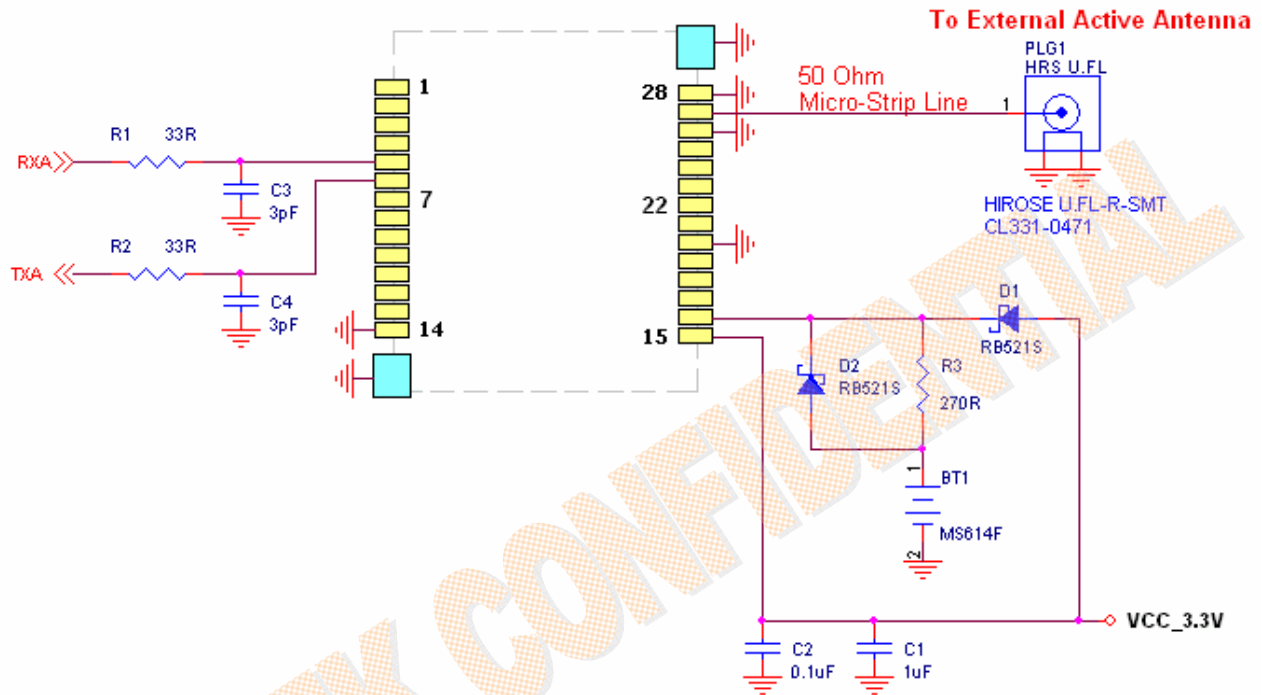 To External Active Antenna
PLG1
HRS U.FL
50 Ohm
Micro-Strip Line
1
1
28
R1 33R
RXA
C3
3pF
7
22
HIROSE U.FL-R-SMT
CL331-0471
R2 33R
TXA
C4
3pF
14
15
D1
RB521S
D2
RB521S
R3
270R
1
BT1
MS614F
2
VCC_3.3V
C2
0.1uF
C1
1uF
K CONFIDENTIAL